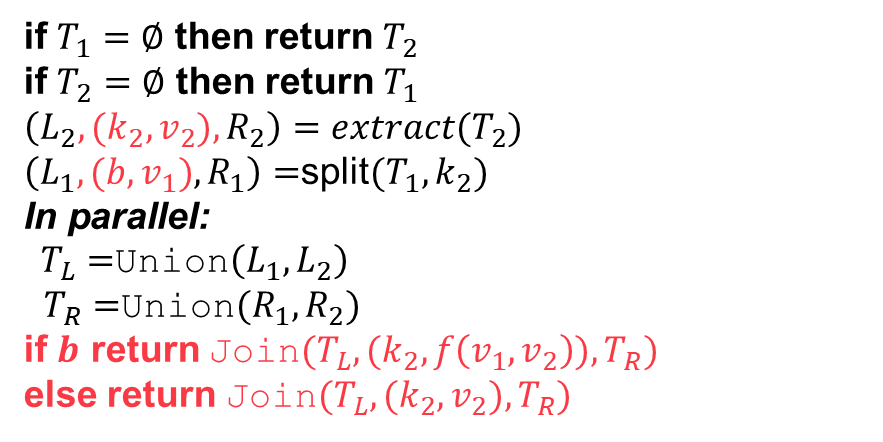 if T₁ = ∅ then return T₂
if T₂ = ∅ then return T₁
(L₂,(k₂,v₂),R₂) = extract(T₂)
(L₁,(b,v₁),R₁) =split(T₁,k₂)
In parallel:
T_L =Union(L₁,L₂)
T_R =Union(R₁,R₂)
if b return Join(T_L,(k₂,f(v₁,v₂)),T_R)
else return Join(T_L,(k₂,v₂),T_R)